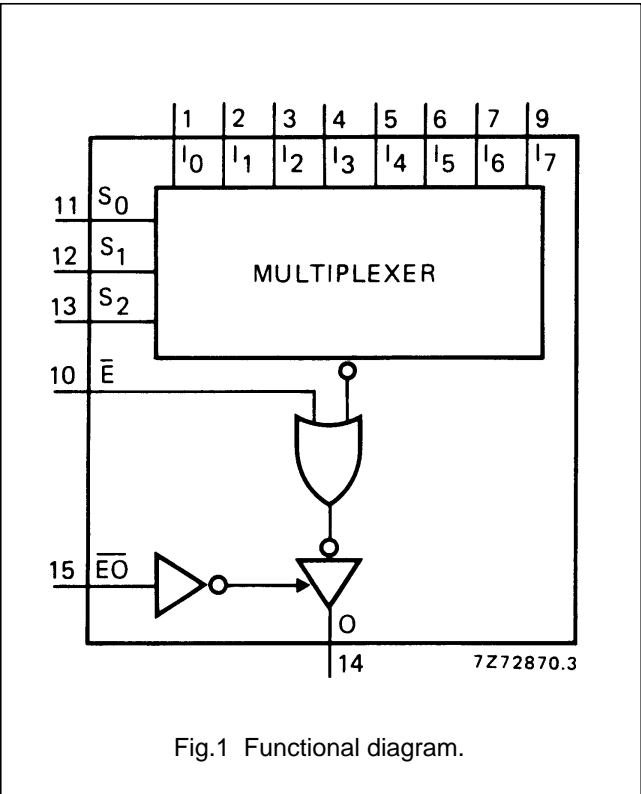 1 2 3 4 5 6 7 9
I0 I1 I2 I3 I4 I5 I6 I7
11 S0
12 S1
MULTIPLEXER
13 S2
10 E̅
15 E̅O̅
O
14 7Z72870.3
Fig.1 Functional diagram.